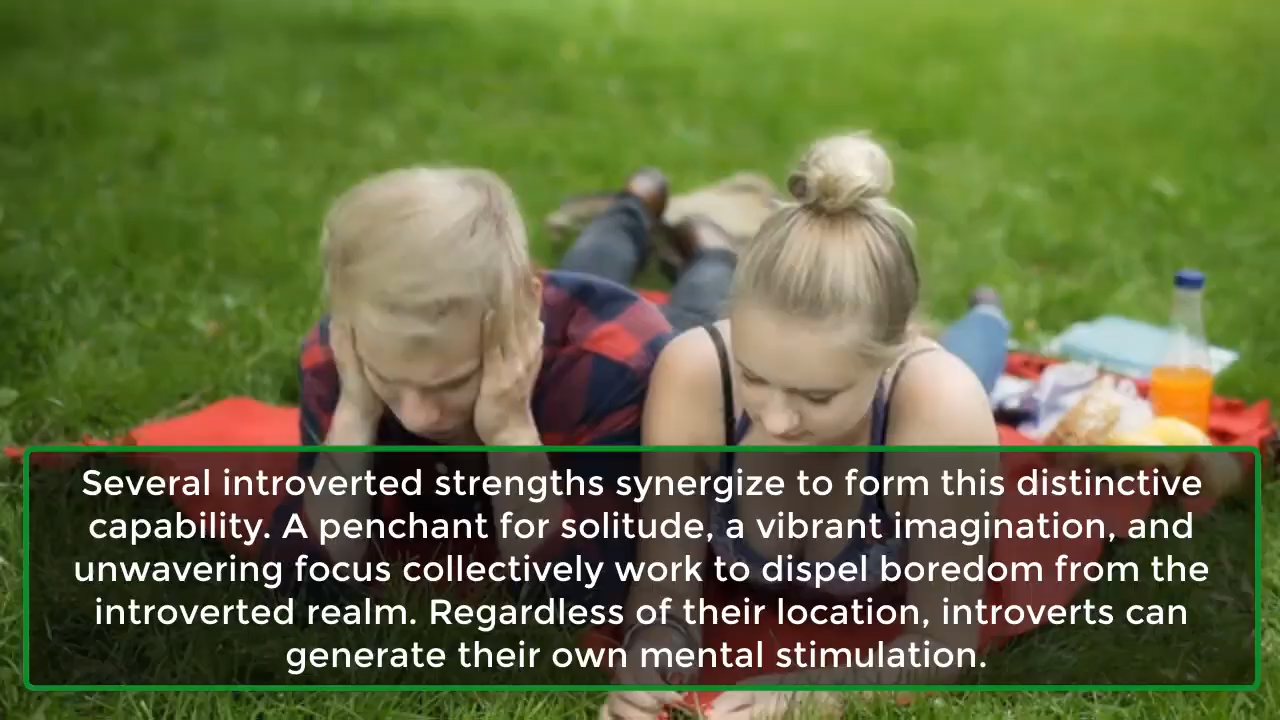 Several introverted strengths synergize to form this distinctive
capability. A penchant for solitude, a vibrant imagination, and
unwavering focus collectively work to dispel boredom from the
introverted realm. Regardless of their location, introverts can
generate their own mental stimulation.